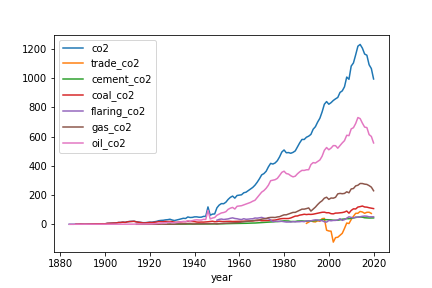 1200
1000
800
600
400
200
0
co2
trade_co2
cement_co2
coal_co2
flaring_co2
gas_co2
oil_co2
1880 1900 1920 1940 1960 1980 2000 2020
year